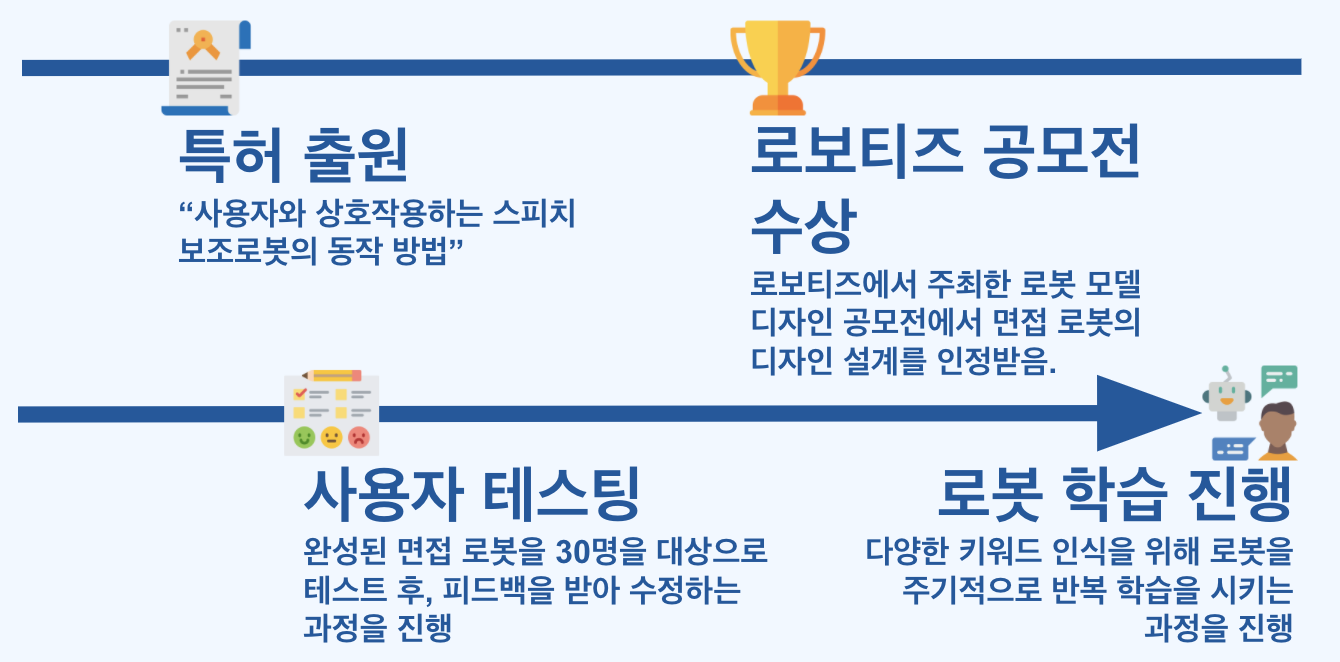 특허 출원
“사용자와 상호작용하는 스피치
보조로봇의 동작 방법”
로보티즈 공모전
수상
로보티즈에서 주최한 로봇 모델
디자인 공모전에서 면접 로봇의
디자인 설계를 인정받음.
사용자 테스팅
완성된 면접 로봇을 30명을 대상으로
테스트 후, 피드백을 받아 수정하는
과정을 진행
로봇 학습 진행
다양한 키워드 인식을 위해 로봇을
주기적으로 반복 학습을 시키는
과정을 진행